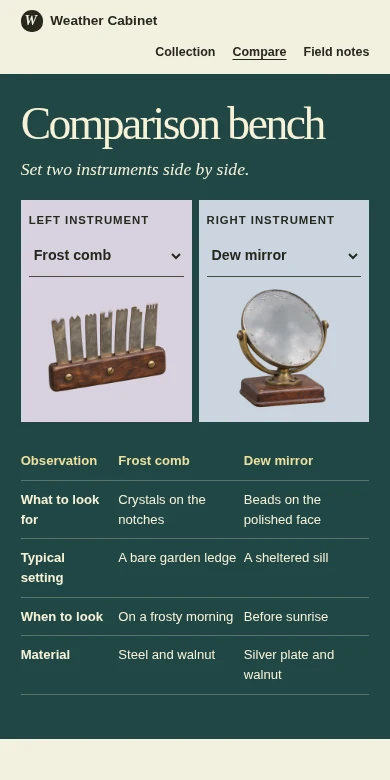 W Weather Cabinet
Collection Compare Field notes
Comparison bench
Set two instruments side by side.
LEFT INSTRUMENT
Frost comb
RIGHT INSTRUMENT
Dew mirror
Observation Frost comb Dew mirror
What to look for Crystals on the notches Beads on the polished face
Typical setting A bare garden ledge A sheltered sill
When to look On a frosty morning Before sunrise
Material Steel and walnut Silver plate and walnut